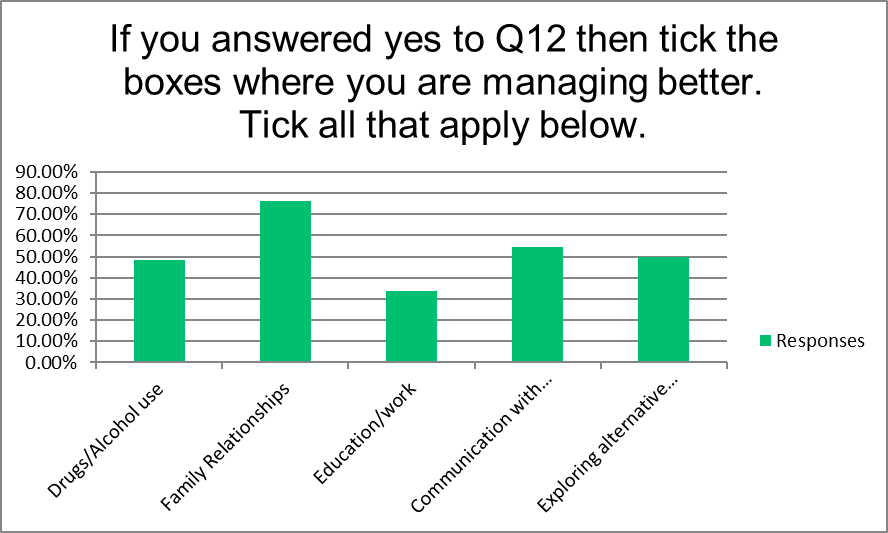 If you answered yes to Q12 then tick the
boxes where you are managing better.
Tick all that apply below.
90.00%
80.00%
70.00%
60.00%
50.00%
40.00%
30.00%
20.00%
10.00%
0.00%
Responses
Drugs/Alcohol use
Family Relationships
Education/work
Communication with...
Exploring alternative...